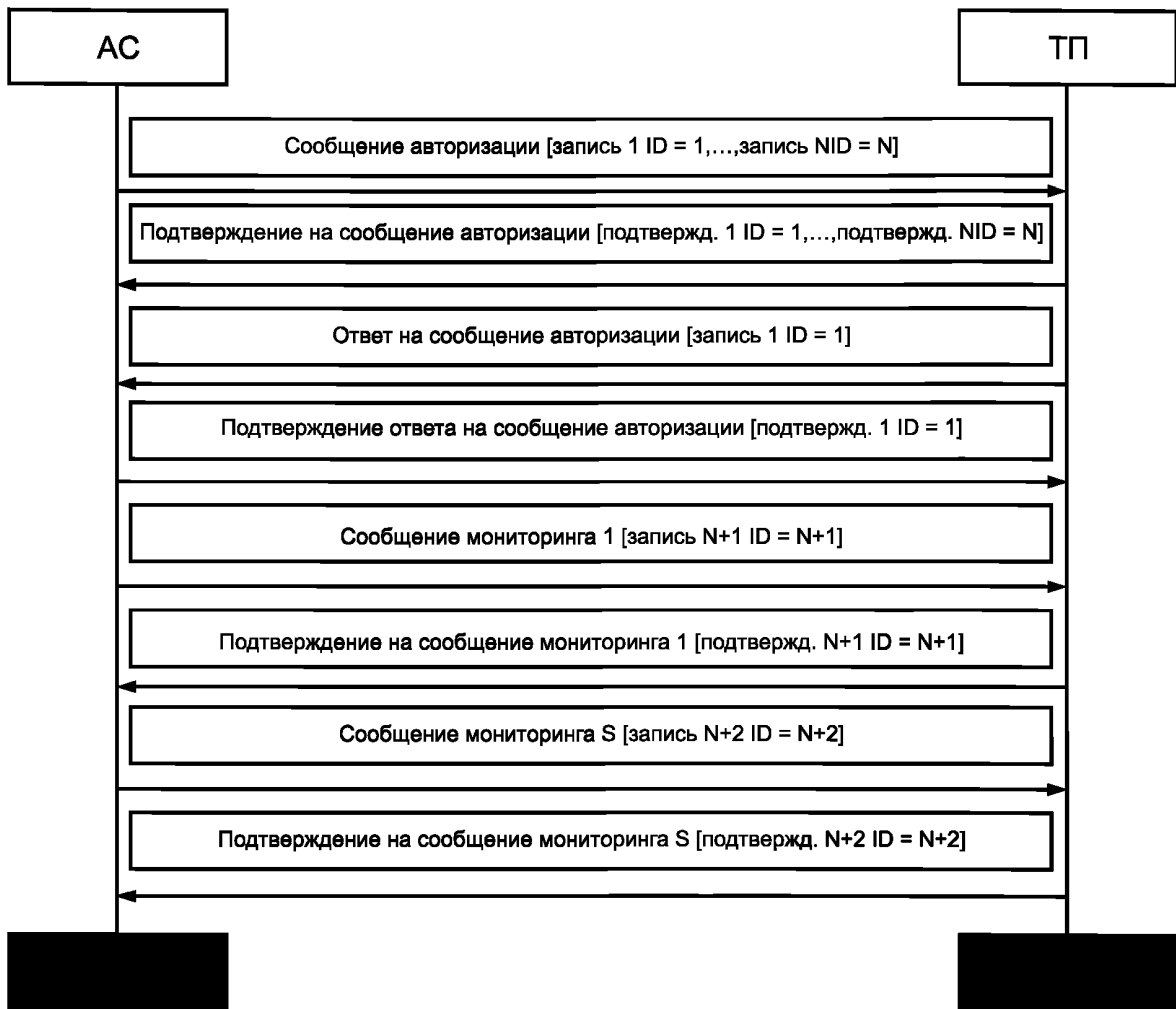 АС
ТП
Сообщение авторизации [запись 1 ID = 1,...,запись NID = N]
Подтверждение на сообщение авторизации [подтвержд. 1 ID = 1,...,подтвержд. NID = N]
Ответ на сообщение авторизации [запись 1 ID = 1]
Подтверждение ответа на сообщение авторизации [подтвержд. 1 ID = 1]
Сообщение мониторинга 1 [запись N+1 ID = N+1]
Подтверждение на сообщение мониторинга 1 [подтвержд. N+1 ID = N+1]
Сообщение мониторинга S [запись N+2 ID = N+2]
Подтверждение на сообщение мониторинга S [подтвержд. N+2 ID = N+2]